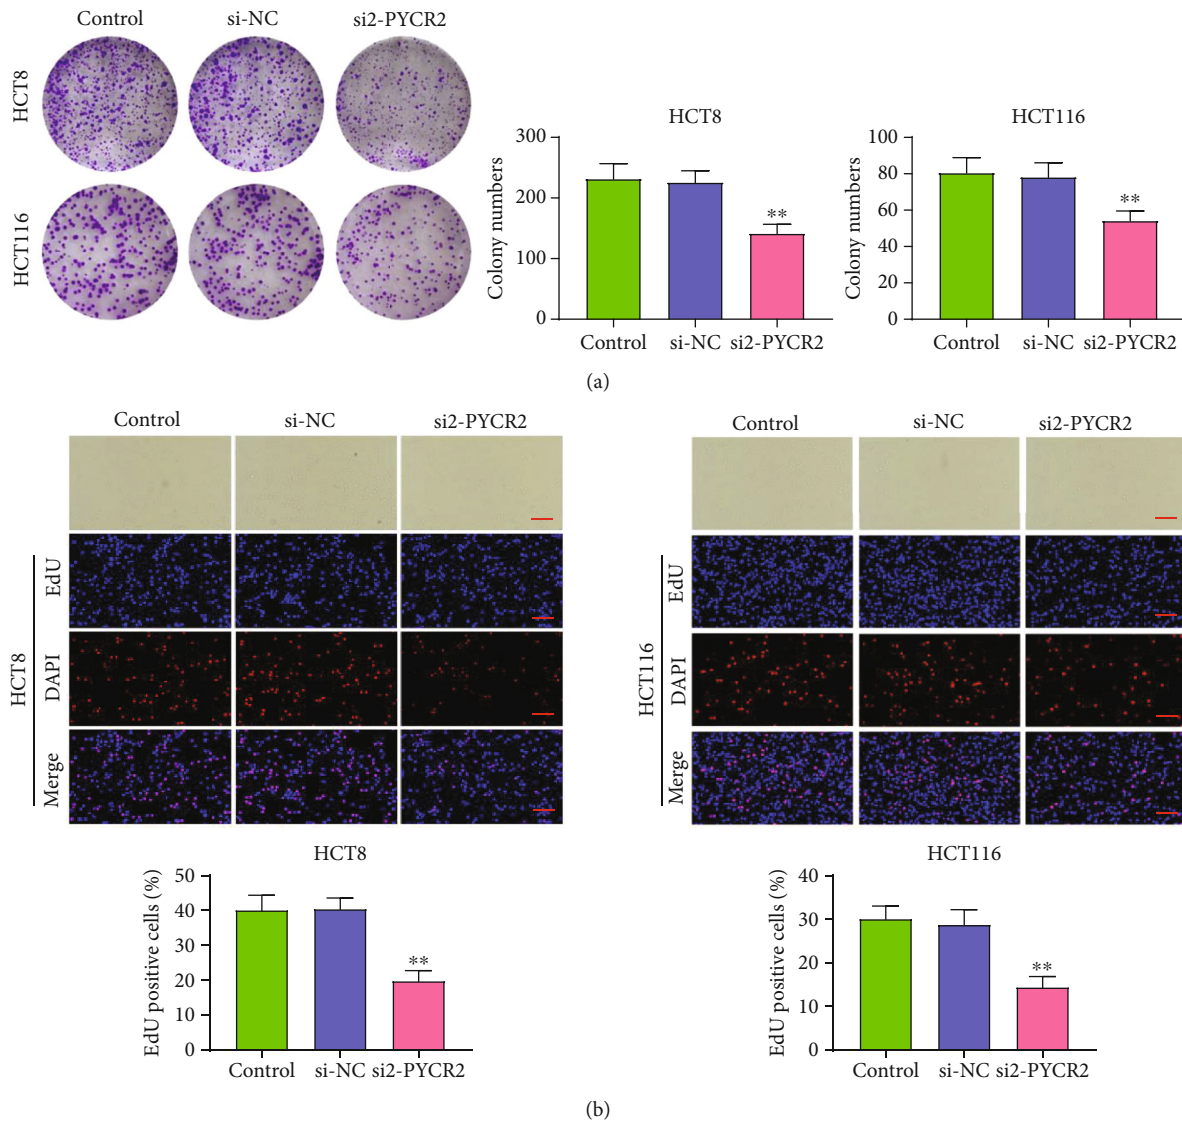 Control si-NC si2-PYCR2
HCT8
HCT116
HCT8
Colony numbers
300
200
100
0
Control si-NC si2-PYCR2
**
HCT116
Colony numbers
100
80
60
40
20
0
Control si-NC si2-PYCR2
**
(a)
Control si-NC si2-PYCR2
HCT8
EdU
DAPI
Merge
Control si-NC si2-PYCR2
HCT116
EdU
DAPI
Merge
HCT8
EdU positive cells (%)
50
40
30
20
10
0
Control si-NC si2-PYCR2
**
HCT116
EdU positive cells (%)
40
30
20
10
0
Control si-NC si2-PYCR2
**
(b)